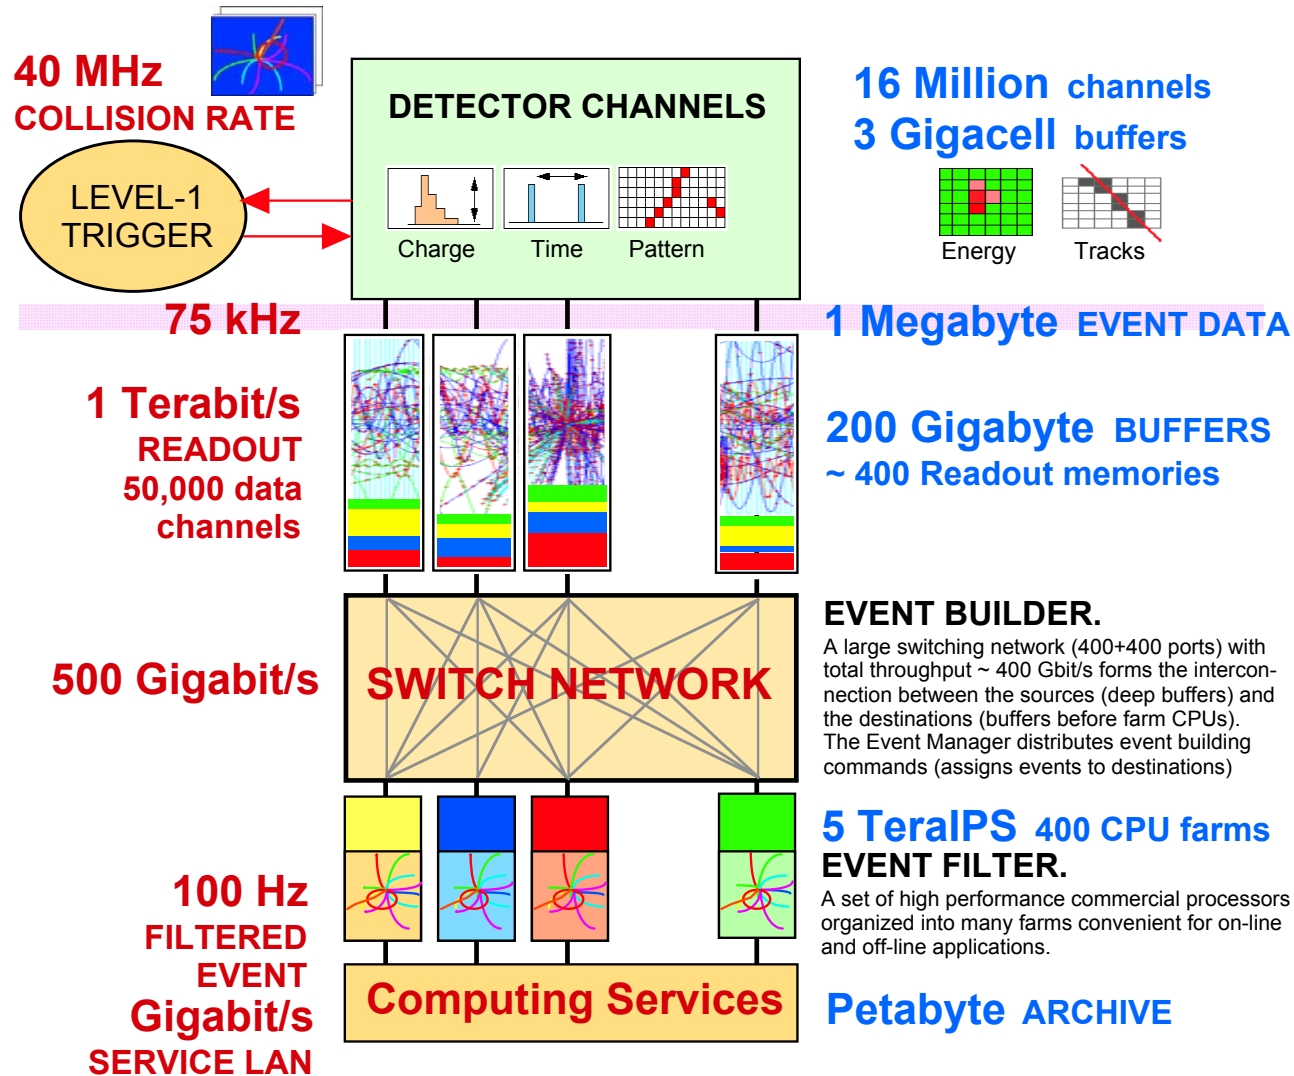 40 MHz
COLLISION RATE
LEVEL-1
TRIGGER
DETECTOR CHANNELS
Charge
Time
Pattern
16 Million channels
3 Gigacell buffers
Energy
Tracks
75 kHz
1 Megabyte EVENT DATA
1 Terabit/s
READOUT
50,000 data
channels
200 Gigabyte BUFFERS
~ 400 Readout memories
500 Gigabit/s
SWITCH NETWORK
EVENT BUILDER.
A large switching network (400+400 ports) with
total throughput ~ 400 Gbit/s forms the intercon-
nection between the sources (deep buffers) and
the destinations (buffers before farm CPUs).
The Event Manager distributes event building
commands (assigns events to destinations)
5 TeraIPS 400 CPU farms
EVENT FILTER.
A set of high performance commercial processors
organized into many farms convenient for on-line
and off-line applications.
100 Hz
FILTERED
EVENT
Gigabit/s
SERVICE LAN
Computing Services
Petabyte ARCHIVE